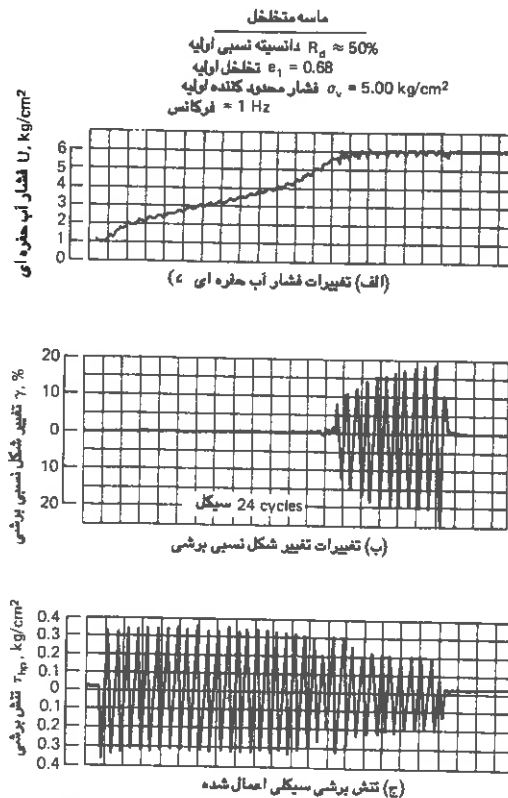 ماسه متخلخل
دانسیته نسبی اولیه R_d ≈ 50%
تخلخل اولیه e_1 = 0.68
فشار محدود کننده اولیه σ_v = 5.00 kg/cm²
فرکانس = 1 Hz
فشار آب حفره ای U, kg/cm²
6
5
4
3
2
1
0
(الف) تغییرات فشار آب حفره ای
تغییر شکل نسبی برشی γ, %
20
10
0
10
20
24 cycles سیکل
(ب) تغییرات تغییر شکل نسبی برشی
تنش برشی τ_hv, kg/cm²
0.4
0.3
0.2
0.1
0
0.1
0.2
0.3
0.4
(ج) تنش برشی سیکلی اعمال شده